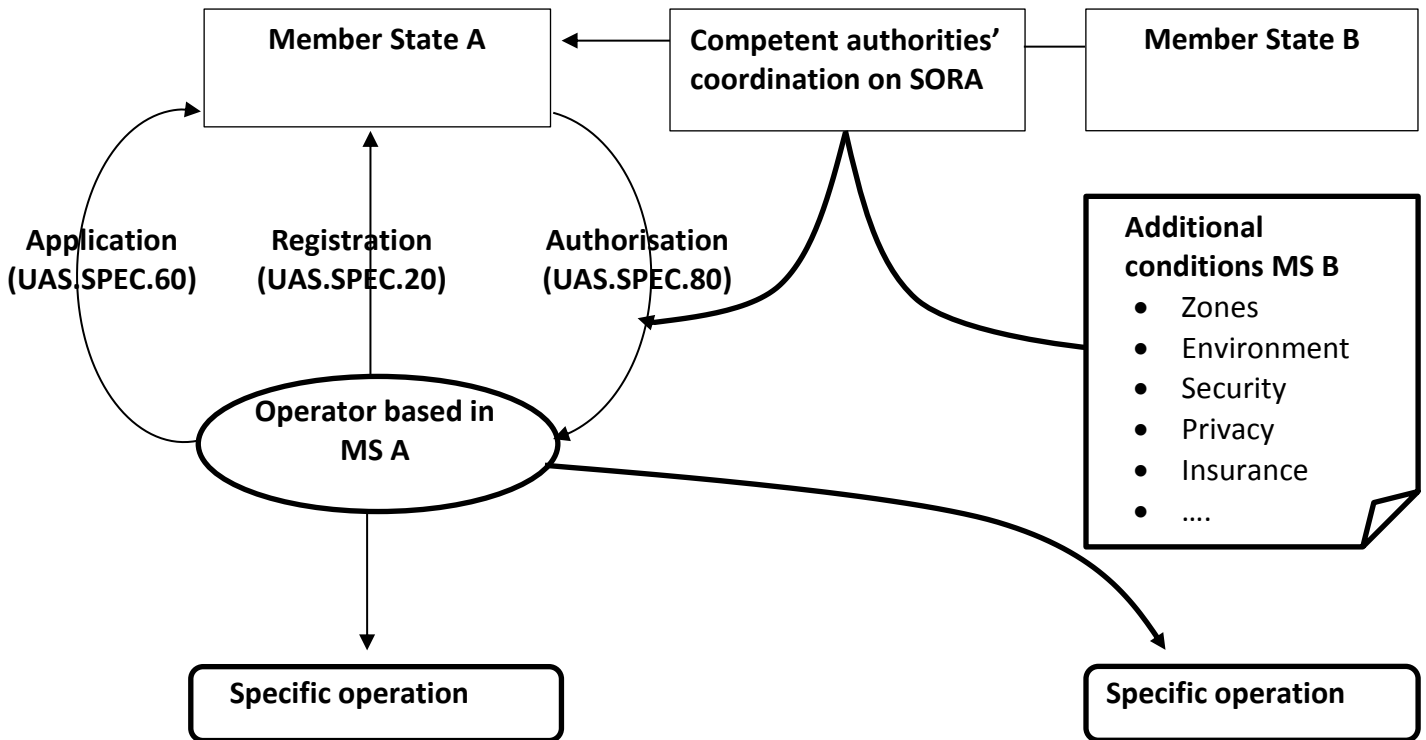 Member State A
Competent authorities’
coordination on SORA
Member State B
Application
(UAS.SPEC.60)
Registration
(UAS.SPEC.20)
Authorisation
(UAS.SPEC.80)
Additional
conditions MS B
• Zones
• Environment
• Security
• Privacy
• Insurance
• ....
Operator based in
MS A
Specific operation
Specific operation